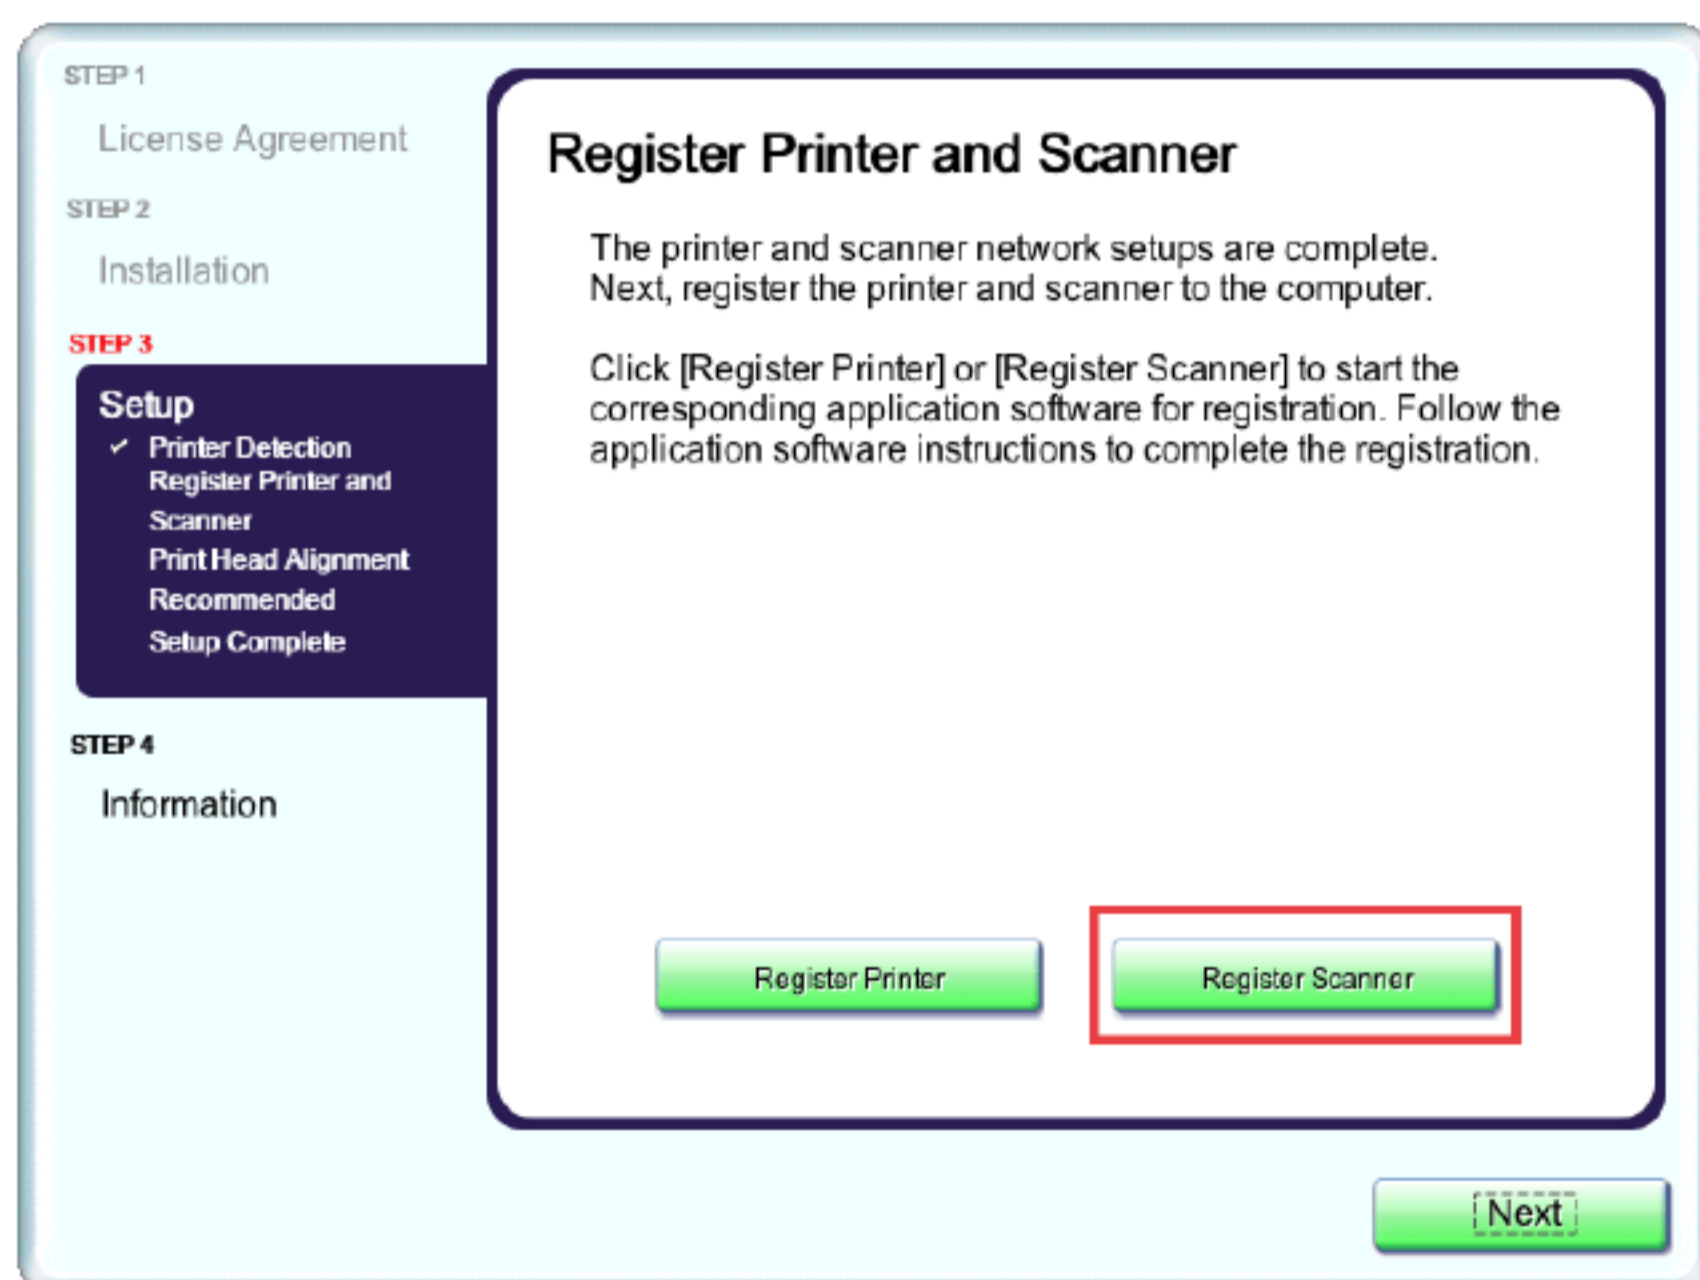 STEP 1
License Agreement
STEP 2
Installation
STEP 3
Setup
✓ Printer Detection
Register Printer and
Scanner
Print Head Alignment
Recommended
Setup Complete
STEP 4
Information
Register Printer and Scanner
The printer and scanner network setups are complete.
Next, register the printer and scanner to the computer.
Click [Register Printer] or [Register Scanner] to start the
corresponding application software for registration. Follow the
application software instructions to complete the registration.
Register Printer
Register Scanner
Next